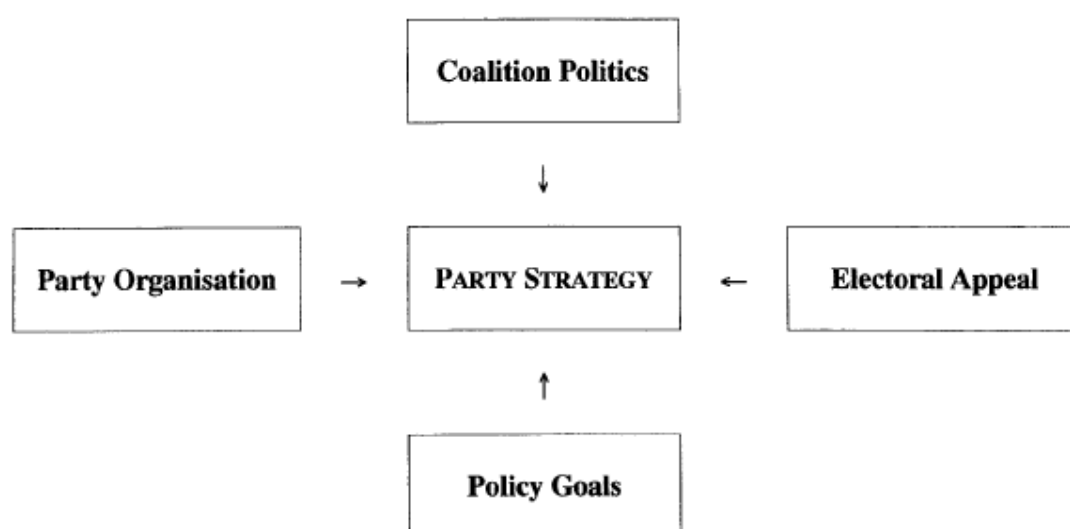 Coalition Politics
Party Organisation
PARTY STRATEGY
Electoral Appeal
Policy Goals